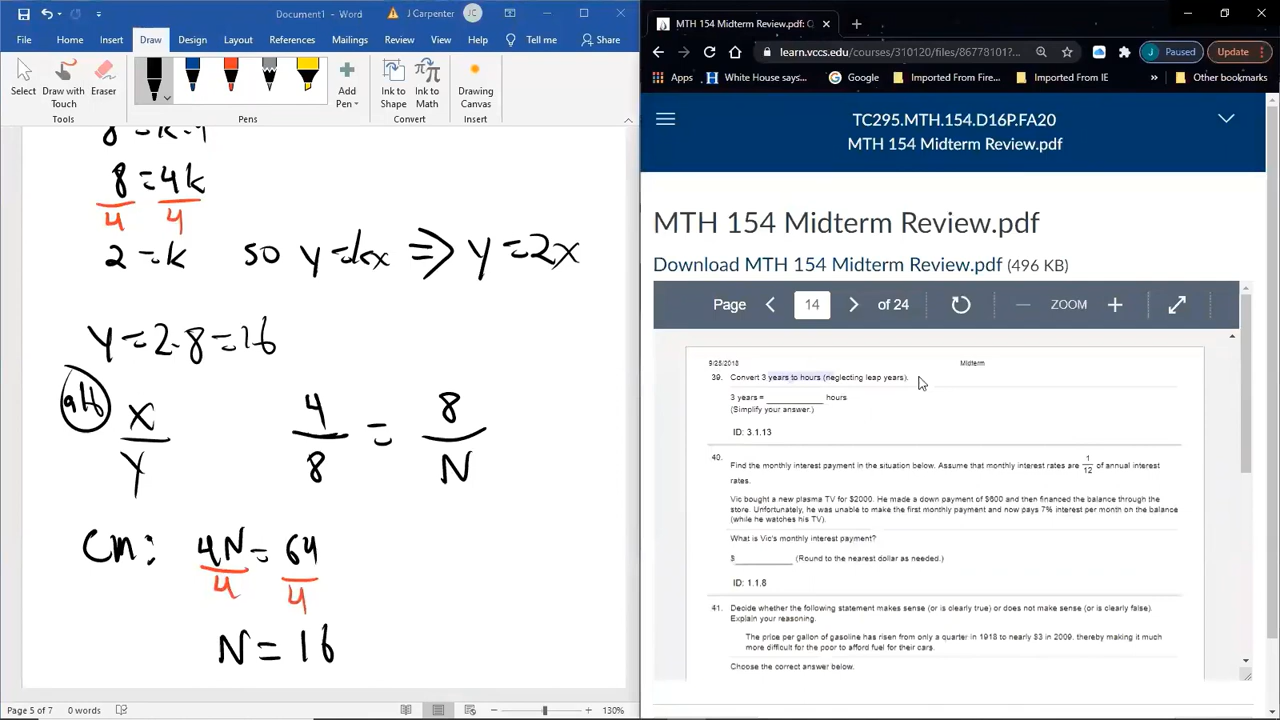 Document1 - Word
J Carpenter
JC
File
Home
Insert
Draw
Design
Layout
References
Mailings
Review
View
Help
Tell me
Share
Select
Draw with Touch
Eraser
Add Pen
Ink to Shape
Ink to Math
Drawing Canvas
Tools
Pens
Convert
Insert
8 = k·4
8 = 4k
4 4
2 = k so y = kx ⇒ y = 2x
y = 2·8 = 16
alt
x
y
4
8
=
8
N
cm: 4N = 64
4 4
N = 16
Page 5 of 7
0 words
130%
MTH 154 Midterm Review.pdf: C
learn.vccs.edu/courses/310120/files/86778101?...
Paused
Update
Apps
White House says...
Google
Imported From Fire...
Imported From IE
»
Other bookmarks
TC295.MTH.154.D16P.FA20
MTH 154 Midterm Review.pdf
MTH 154 Midterm Review.pdf
Download MTH 154 Midterm Review.pdf (496 KB)
Page 14 of 24
ZOOM
9/25/2018
Midterm
39. Convert 3 years to hours (neglecting leap years).
3 years = ________ hours
(Simplify your answer.)
ID: 3.1.13
40. Find the monthly interest payment in the situation below. Assume that monthly interest rates are 1/12 of annual interest
rates.
Vic bought a new plasma TV for $2000. He made a down payment of $600 and then financed the balance through the
store. Unfortunately, he was unable to make the first monthly payment and now pays 7% interest per month on the balance
(while he watches his TV).
What is Vic's monthly interest payment?
$________ (Round to the nearest dollar as needed.)
ID: 1.1.8
41. Decide whether the following statement makes sense (or is clearly true) or does not make sense (or is clearly false).
Explain your reasoning.
The price per gallon of gasoline has risen from only a quarter in 1918 to nearly $3 in 2009, thereby making it much
more difficult for the poor to afford fuel for their cars.
Choose the correct answer below.